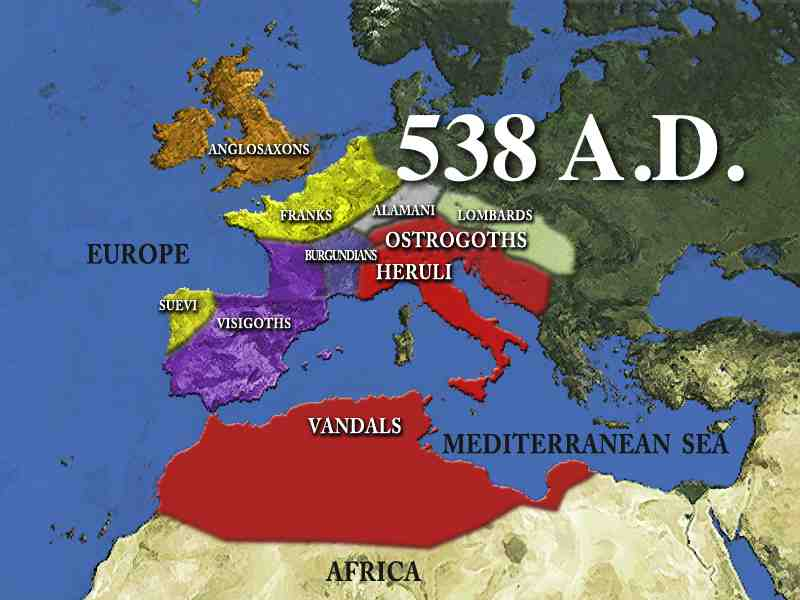 538 A.D.
ANGLOSAXONS
FRANKS
ALAMANI
LOMBARDS
OSTROGOTHS
EUROPE
BURGUNDIANS
HERULI
SUEVI
VISIGOTHS
VANDALS
MEDITERRANEAN SEA
AFRICA